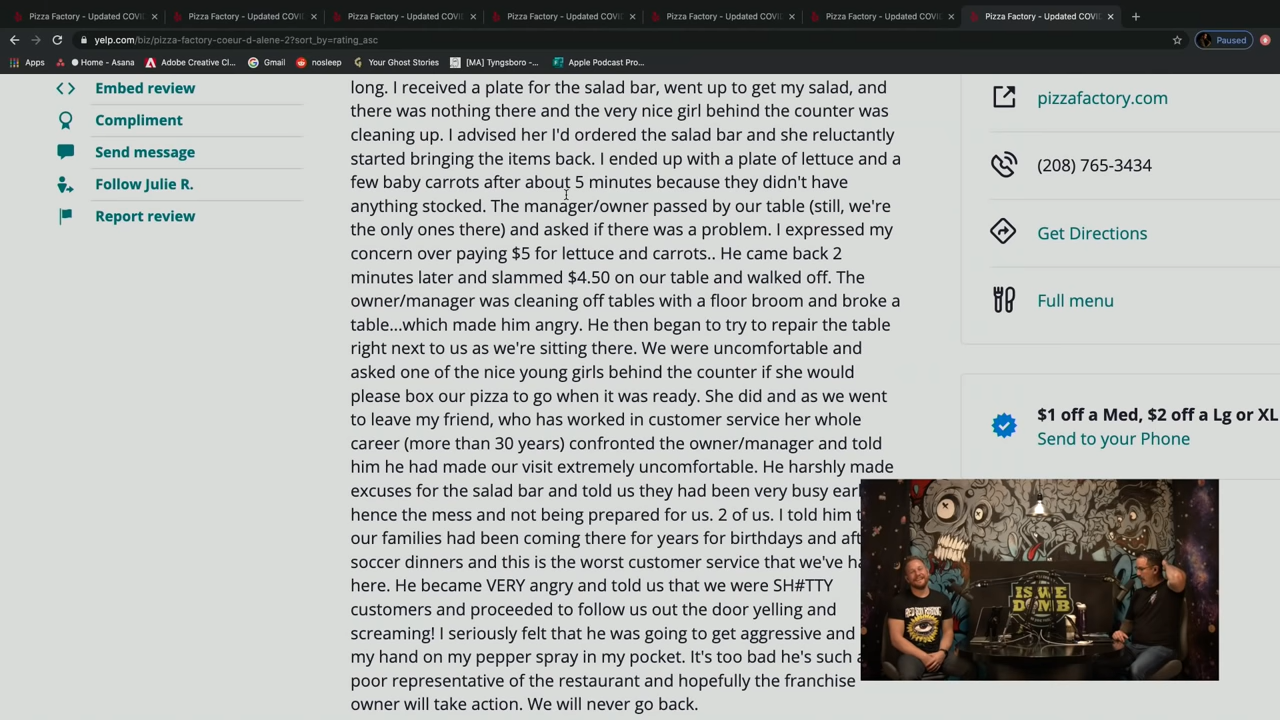 Pizza Factory - Updated COVI
Pizza Factory - Updated COVI
Pizza Factory - Updated COVI
Pizza Factory - Updated COVI
Pizza Factory - Updated COVI
Pizza Factory - Updated COVI
Pizza Factory - Updated COVI
yelp.com/biz/pizza-factory-coeur-d-alene-2?sort_by=rating_asc
Paused
Apps
Home - Asana
Adobe Creative Cl...
Gmail
nosleep
Your Ghost Stories
[MA] Tyngsboro -...
Apple Podcast Pro...
Embed review
Compliment
Send message
Follow Julie R.
Report review
long. I received a plate for the salad bar, went up to get my salad, and
there was nothing there and the very nice girl behind the counter was
cleaning up. I advised her I'd ordered the salad bar and she reluctantly
started bringing the items back. I ended up with a plate of lettuce and a
few baby carrots after about 5 minutes because they didn't have
anything stocked. The manager/owner passed by our table (still, we're
the only ones there) and asked if there was a problem. I expressed my
concern over paying $5 for lettuce and carrots.. He came back 2
minutes later and slammed $4.50 on our table and walked off. The
owner/manager was cleaning off tables with a floor broom and broke a
table...which made him angry. He then began to try to repair the table
right next to us as we're sitting there. We were uncomfortable and
asked one of the nice young girls behind the counter if she would
please box our pizza to go when it was ready. She did and as we went
to leave my friend, who has worked in customer service her whole
career (more than 30 years) confronted the owner/manager and told
him he had made our visit extremely uncomfortable. He harshly made
excuses for the salad bar and told us they had been very busy earl
hence the mess and not being prepared for us. 2 of us. I told him t
our families had been coming there for years for birthdays and aft
soccer dinners and this is the worst customer service that we've ha
here. He became VERY angry and told us that we were SH#TTY
customers and proceeded to follow us out the door yelling and
screaming! I seriously felt that he was going to get aggressive and
my hand on my pepper spray in my pocket. It's too bad he's such a
poor representative of the restaurant and hopefully the franchise
owner will take action. We will never go back.
pizzafactory.com
(208) 765-3434
Get Directions
Full menu
$1 off a Med, $2 off a Lg or XL
Send to your Phone
IS WE
DUMB